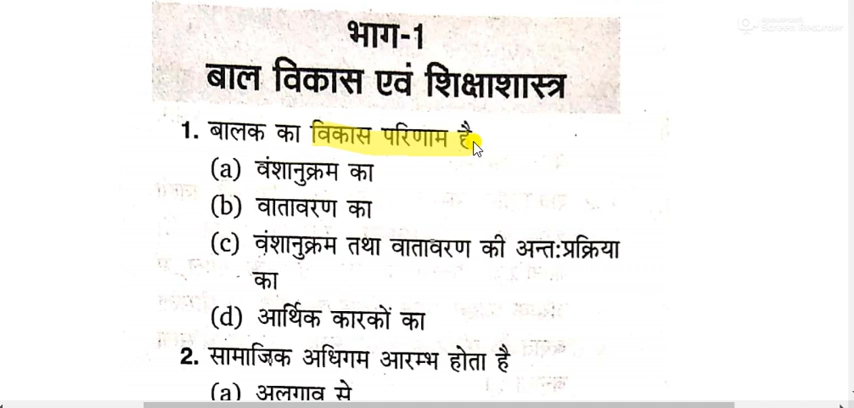 भाग-1
बाल विकास एवं शिक्षाशास्त्र
1. बालक का विकास परिणाम है
(a) वंशानुक्रम का
(b) वातावरण का
(c) वंशानुक्रम तथा वातावरण की अन्त:प्रक्रिया
का
(d) आर्थिक कारकों का
2. सामाजिक अधिगम आरम्भ होता है
(a) अलगाव से